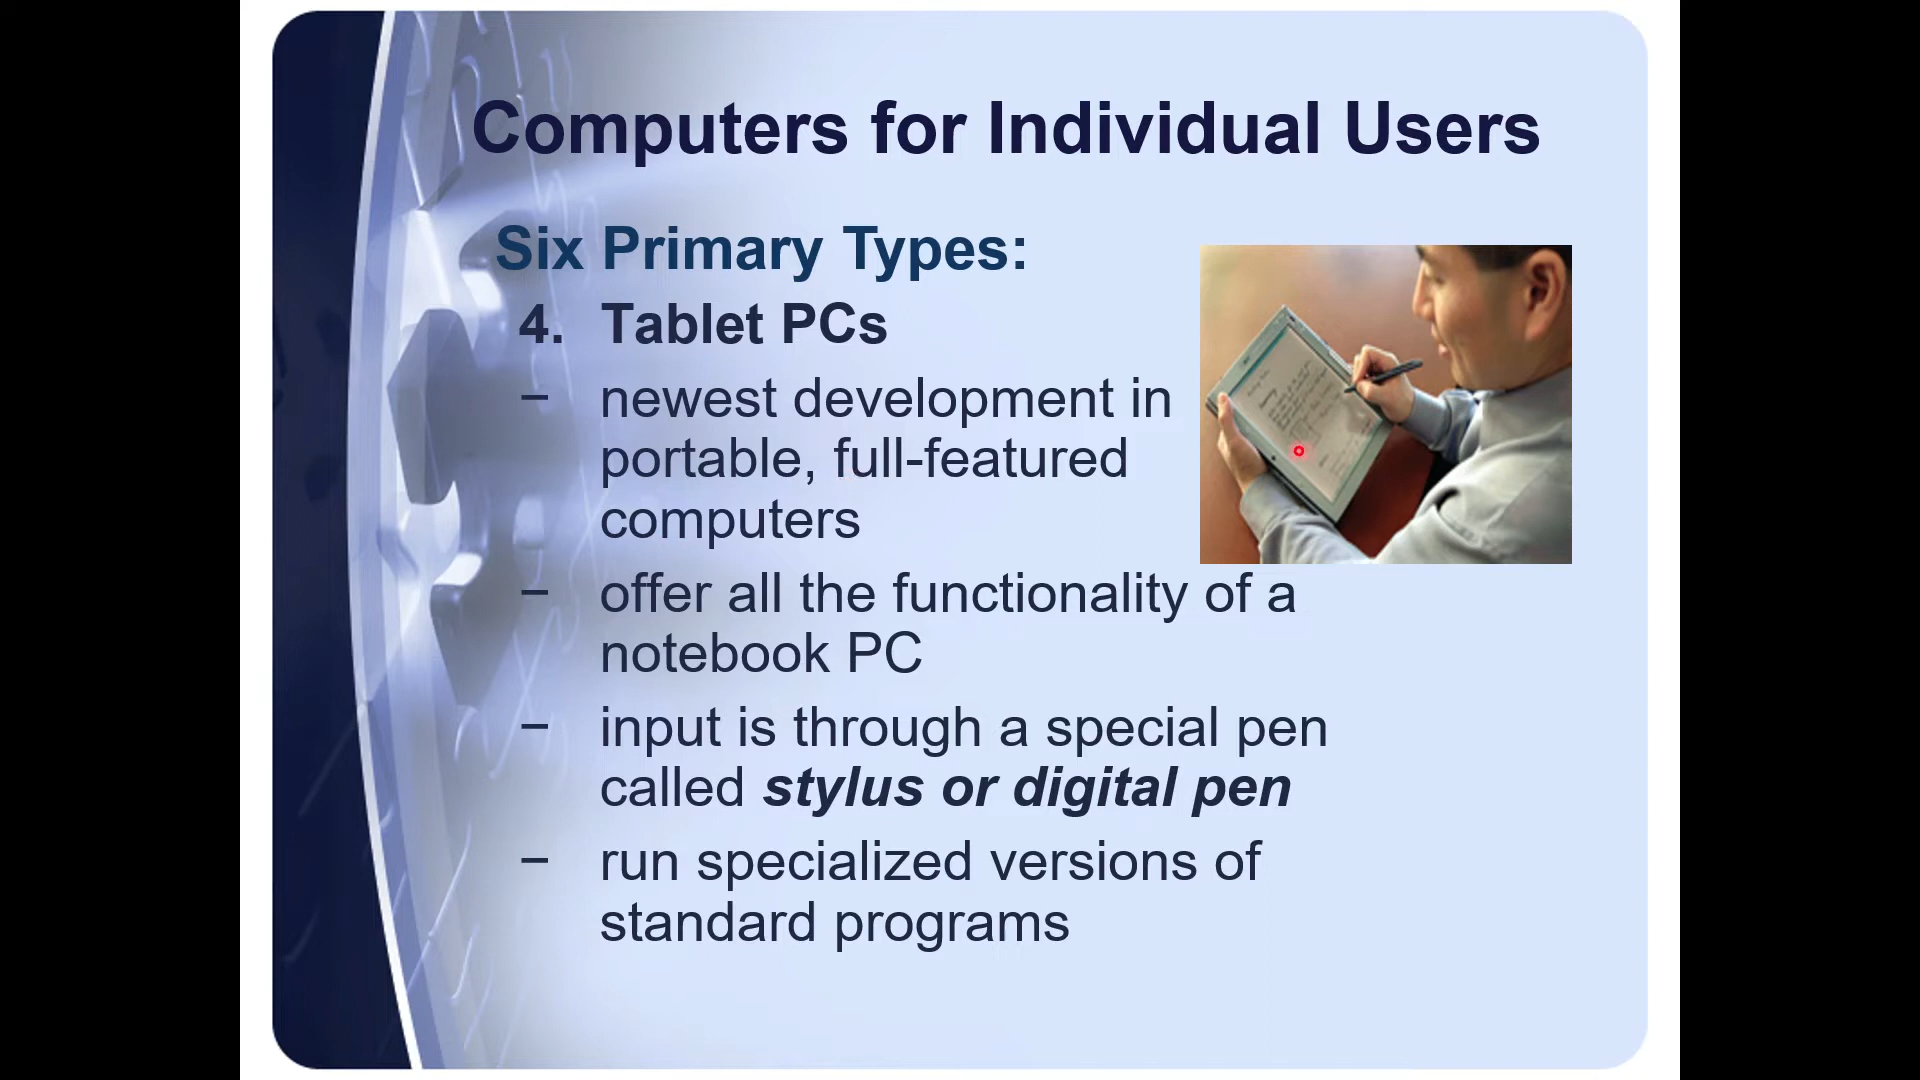 Computers for Individual Users
Six Primary Types:
4. Tablet PCs
− newest development in
portable, full-featured
computers
− offer all the functionality of a
notebook PC
− input is through a special pen
called stylus or digital pen
− run specialized versions of
standard programs